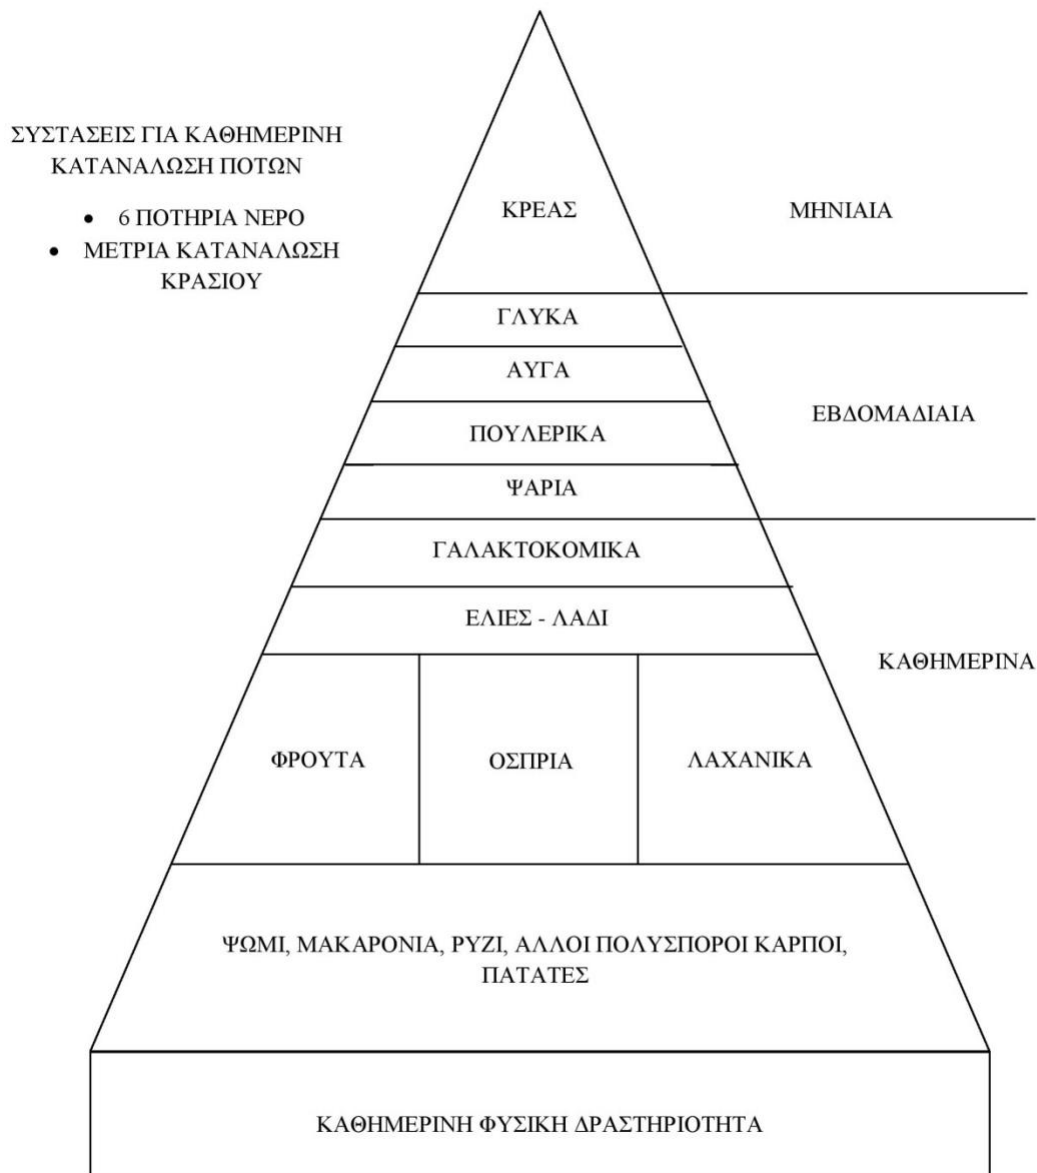 ΣΥΣΤΑΣΕΙΣ ΓΙΑ ΚΑΘΗΜΕΡΙΝΗ
ΚΑΤΑΝΑΛΩΣΗ ΠΟΤΩΝ
• 6 ΠΟΤΗΡΙΑ ΝΕΡΟ
• ΜΕΤΡΙΑ ΚΑΤΑΝΑΛΩΣΗ
ΚΡΑΣΙΟΥ
ΚΡΕΑΣ
ΜΗΝΙΑΙΑ
ΓΛΥΚΑ
ΑΥΓΑ
ΠΟΥΛΕΡΙΚΑ
ΨΑΡΙΑ
ΕΒΔΟΜΑΔΙΑΙΑ
ΓΑΛΑΚΤΟΚΟΜΙΚΑ
ΕΛΙΕΣ - ΛΑΔΙ
ΦΡΟΥΤΑ
ΟΣΠΡΙΑ
ΛΑΧΑΝΙΚΑ
ΚΑΘΗΜΕΡΙΝΑ
ΨΩΜΙ, ΜΑΚΑΡΟΝΙΑ, ΡΥΖΙ, ΑΛΛΟΙ ΠΟΛΥΣΠΟΡΟΙ ΚΑΡΠΟΙ,
ΠΑΤΑΤΕΣ
ΚΑΘΗΜΕΡΙΝΗ ΦΥΣΙΚΗ ΔΡΑΣΤΗΡΙΟΤΗΤΑ